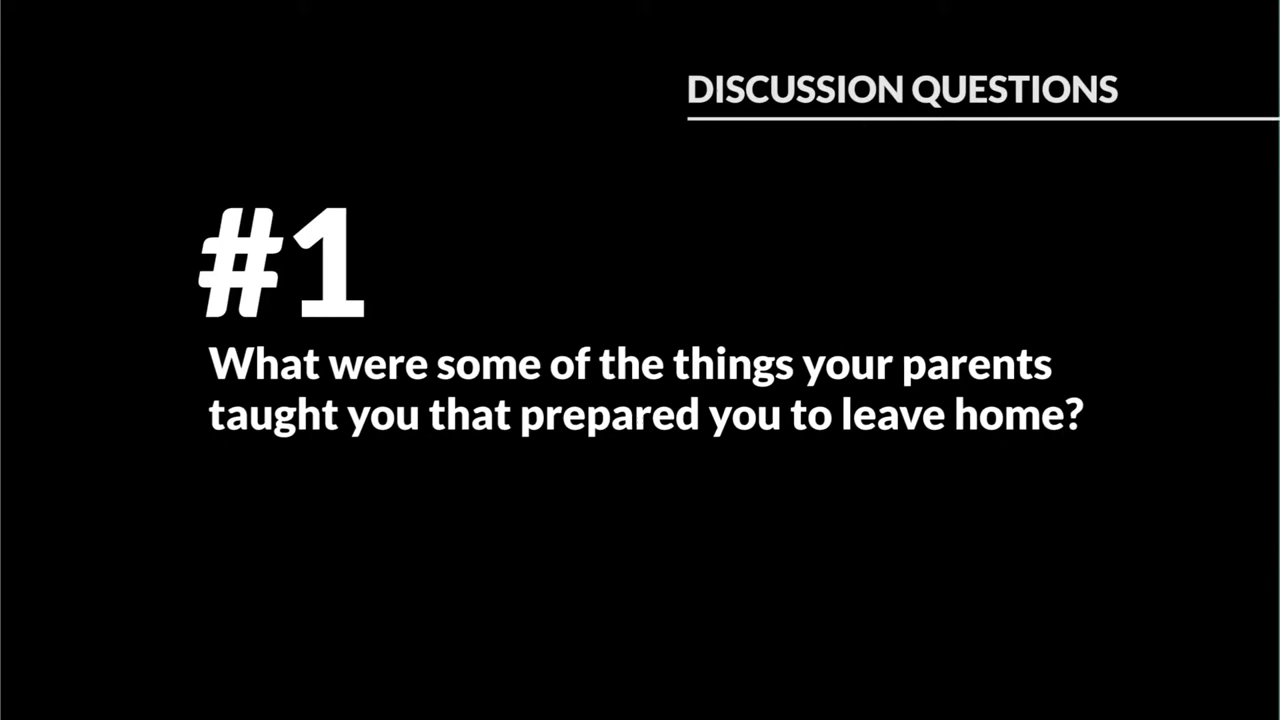 DISCUSSION QUESTIONS
#1
What were some of the things your parents
taught you that prepared you to leave home?